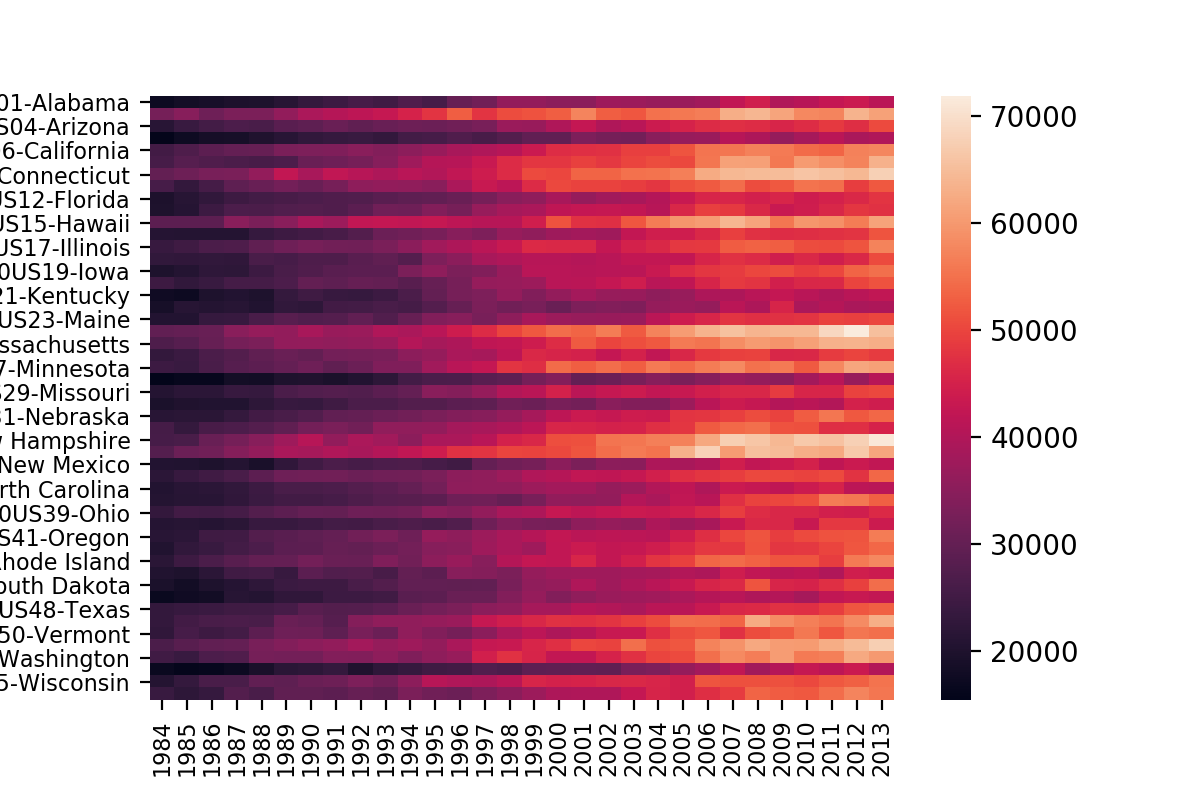 01-Alabama
S04-Arizona
6-California
Connecticut
US12-Florida
US15-Hawaii
US17-Illinois
0US19-Iowa
21-Kentucky
US23-Maine
ssachusetts
7-Minnesota
S29-Missouri
31-Nebraska
w Hampshire
New Mexico
rth Carolina
0US39-Ohio
S41-Oregon
hode Island
outh Dakota
US48-Texas
50-Vermont
Washington
5-Wisconsin
1984
1985
1986
1987
1988
1989
1990
1991
1992
1993
1994
1995
1996
1997
1998
1999
2000
2001
2002
2003
2004
2005
2006
2007
2008
2009
2010
2011
2012
2013
70000
60000
50000
40000
30000
20000